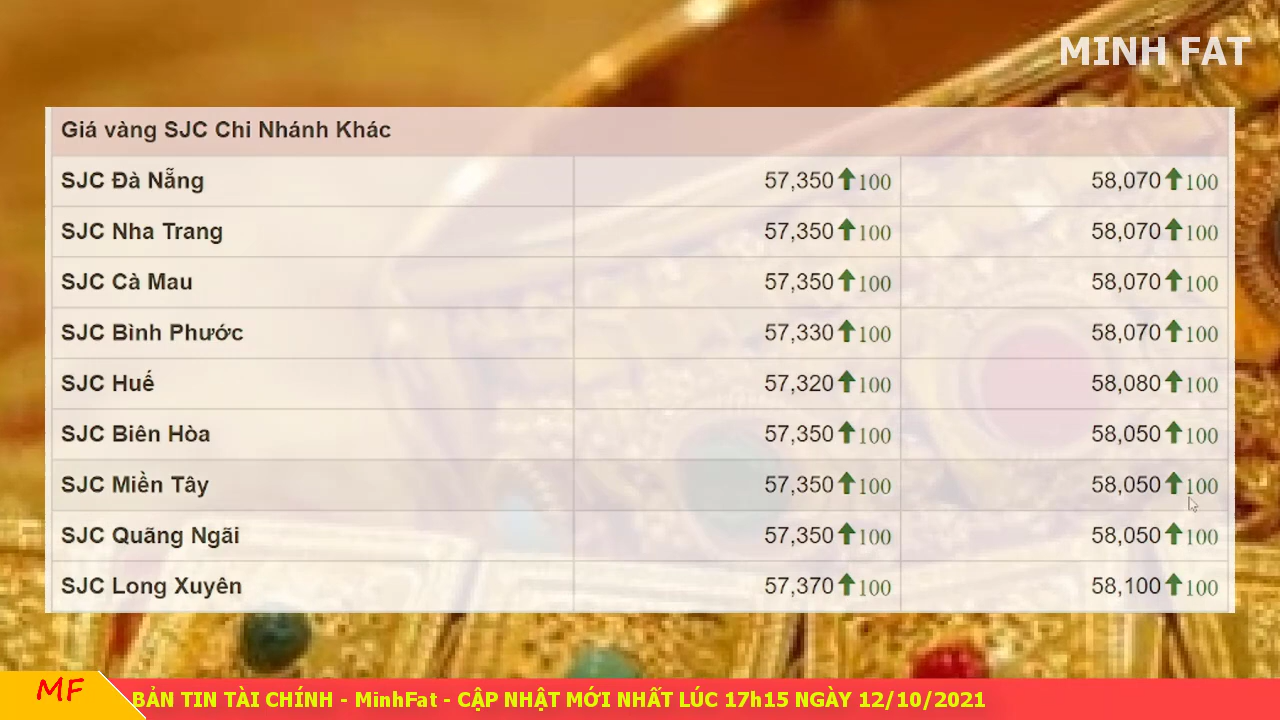 MINH FAT
Giá vàng SJC Chi Nhánh Khác
SJC Đà Nẵng 57,350 100 58,070 100
SJC Nha Trang 57,350 100 58,070 100
SJC Cà Mau 57,350 100 58,070 100
SJC Bình Phước 57,330 100 58,070 100
SJC Huế 57,320 100 58,080 100
SJC Biên Hòa 57,350 100 58,050 100
SJC Miền Tây 57,350 100 58,050 100
SJC Quãng Ngãi 57,350 100 58,050 100
SJC Long Xuyên 57,370 100 58,100 100
MF BẢN TIN TÀI CHÍNH - MinhFat - CẬP NHẬT MỚI NHẤT LÚC 17h15 NGÀY 12/10/2021